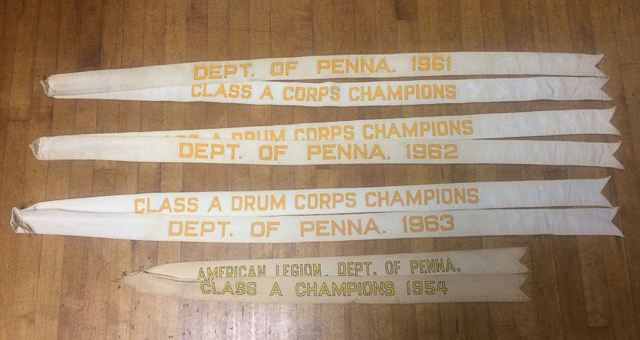 DEPT. OF PENNA. 1961
CLASS A CORPS CHAMPIONS
CLASS A DRUM CORPS CHAMPIONS
DEPT. OF PENNA. 1962
CLASS A DRUM CORPS CHAMPIONS
DEPT. OF PENNA. 1963
AMERICAN LEGION. DEPT. OF PENNA.
CLASS A CHAMPIONS 1954